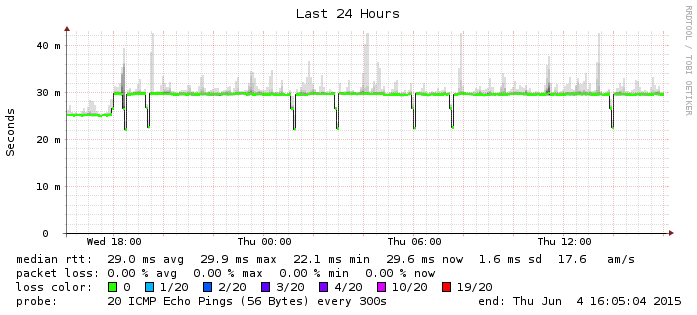 Last 24 Hours
RRDTOOL / TOBI OETIKER
Seconds
40 m
30 m
20 m
10 m
0
Wed 18:00 Thu 00:00 Thu 06:00 Thu 12:00
median rtt: 29.0 ms avg 29.9 ms max 22.1 ms min 29.6 ms now 1.6 ms sd 17.6 am/s
packet loss: 0.00 % avg 0.00 % max 0.00 % min 0.00 % now
loss color: 0 1/20 2/20 3/20 4/20 10/20 19/20
probe: 20 ICMP Echo Pings (56 Bytes) every 300s end: Thu Jun 4 16:05:04 2015